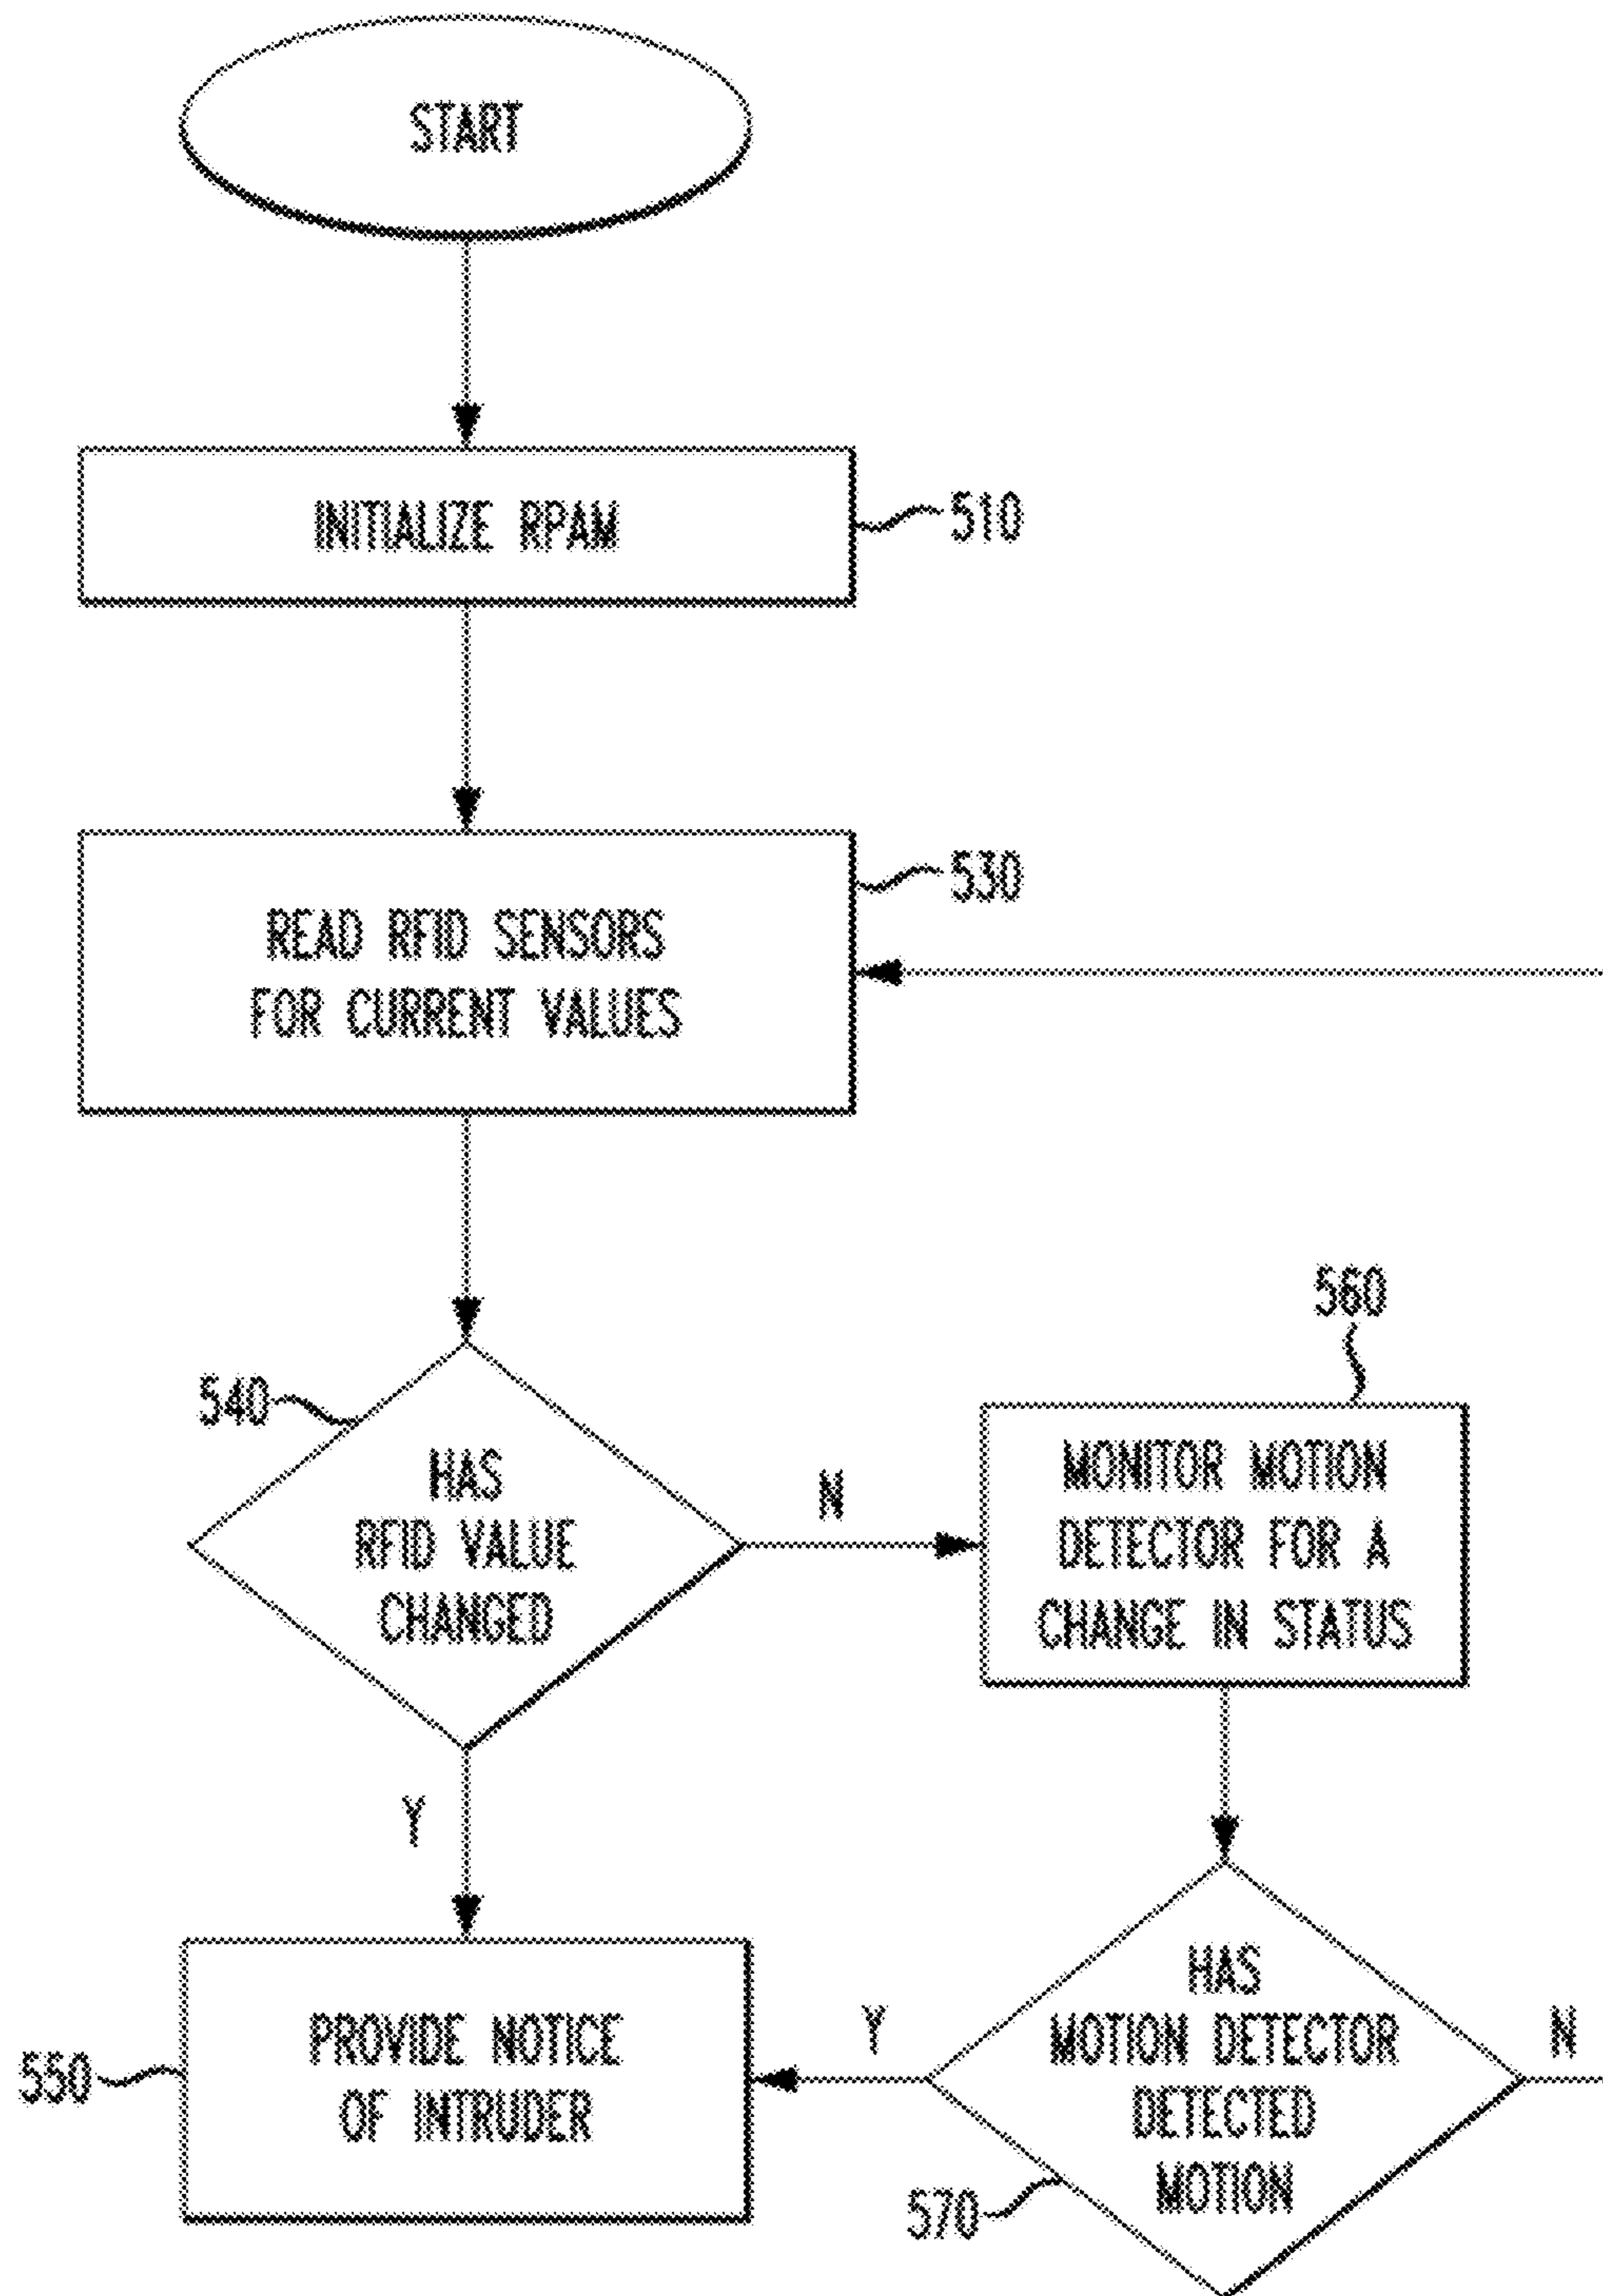 START
INITIALIZE RPAM
510
530
READ RFID SENSORS
FOR CURRENT VALUES
560
540
HAS
RFID VALUE
CHANGED
N
MONITOR MOTION
DETECTOR FOR A
CHANGE IN STATUS
Y
550
PROVIDE NOTICE
OF INTRUDER
Y
HAS
MOTION DETECTOR
DETECTED
MOTION
N
570